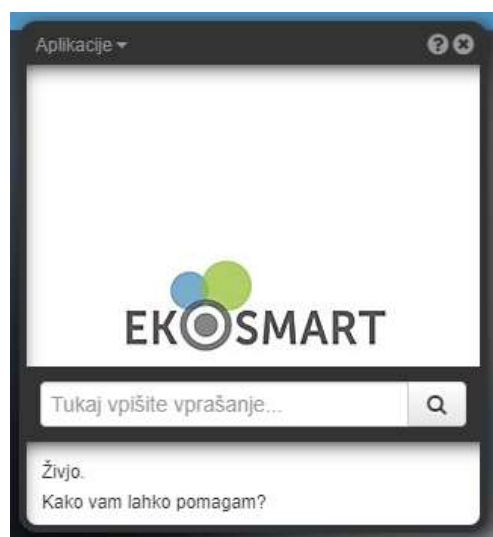 Aplikacije
EKOSMART
Tukaj vpišite vprašanje...
Živjo.
Kako vam lahko pomagam?